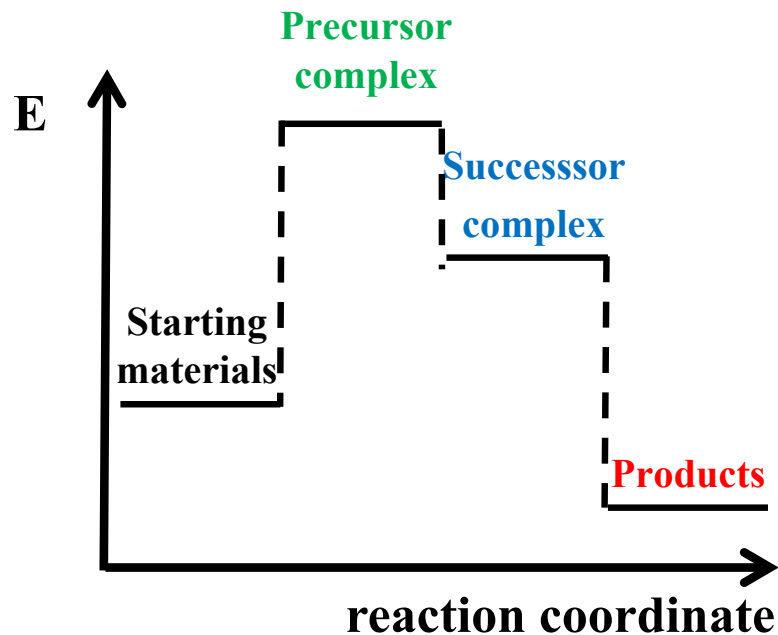 Precursor
complex
E
Successsor
complex
Starting
materials
Products
reaction coordinate